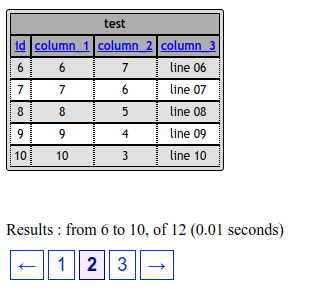 test
id column_1 column_2 column_3
6 6 7 line 06
7 7 6 line 07
8 8 5 line 08
9 9 4 line 09
10 10 3 line 10
Results : from 6 to 10, of 12 (0.01 seconds)
← 1 2 3 →